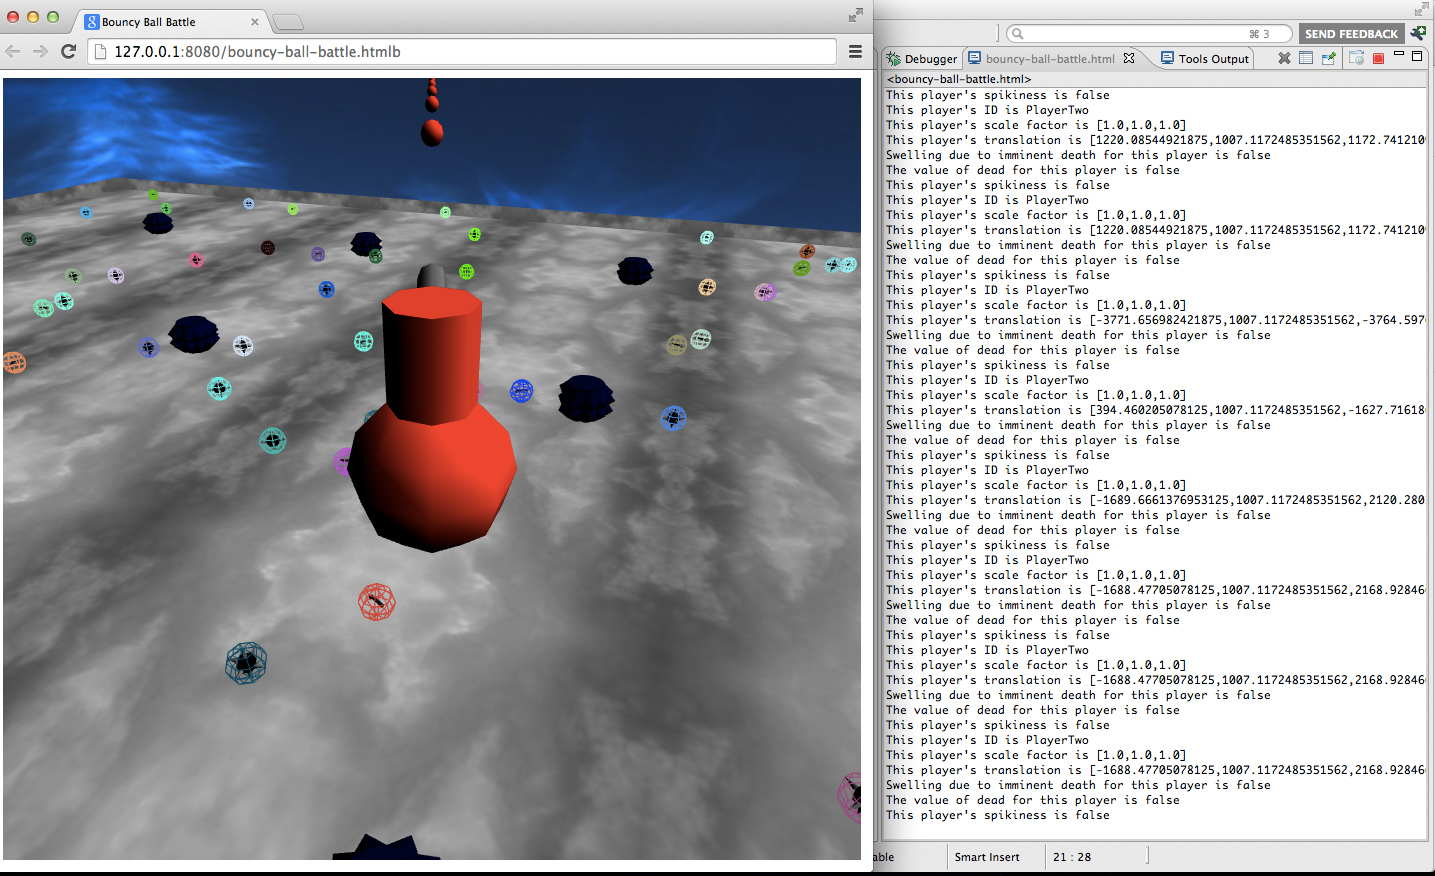 Bouncy Ball Battle
127.0.0.1:8080/bouncy-ball-battle.htmlb
⌘ 3
SEND FEEDBACK
Debugger
bouncy-ball-battle.html
Tools Output
<bouncy-ball-battle.html>
This player's spikiness is false
This player's ID is PlayerTwo
This player's scale factor is [1.0,1.0,1.0]
This player's translation is [1220.08544921875,1007.1172485351562,1172.7412109
Swelling due to imminent death for this player is false
The value of dead for this player is false
This player's spikiness is false
This player's ID is PlayerTwo
This player's scale factor is [1.0,1.0,1.0]
This player's translation is [1220.08544921875,1007.1172485351562,1172.7412109
Swelling due to imminent death for this player is false
The value of dead for this player is false
This player's spikiness is false
This player's ID is PlayerTwo
This player's scale factor is [1.0,1.0,1.0]
This player's translation is [-3771.656982421875,1007.1172485351562,-3764.5976
Swelling due to imminent death for this player is false
The value of dead for this player is false
This player's spikiness is false
This player's ID is PlayerTwo
This player's scale factor is [1.0,1.0,1.0]
This player's translation is [394.460205078125,1007.1172485351562,-1627.716186
Swelling due to imminent death for this player is false
The value of dead for this player is false
This player's spikiness is false
This player's ID is PlayerTwo
This player's scale factor is [1.0,1.0,1.0]
This player's translation is [-1689.6661376953125,1007.1172485351562,2120.280
Swelling due to imminent death for this player is false
The value of dead for this player is false
This player's spikiness is false
This player's ID is PlayerTwo
This player's scale factor is [1.0,1.0,1.0]
This player's translation is [-1688.47705078125,1007.1172485351562,2168.92846
Swelling due to imminent death for this player is false
The value of dead for this player is false
This player's spikiness is false
This player's ID is PlayerTwo
This player's scale factor is [1.0,1.0,1.0]
This player's translation is [-1688.47705078125,1007.1172485351562,2168.92846
Swelling due to imminent death for this player is false
The value of dead for this player is false
This player's spikiness is false
This player's ID is PlayerTwo
This player's scale factor is [1.0,1.0,1.0]
This player's translation is [-1688.47705078125,1007.1172485351562,2168.92846
Swelling due to imminent death for this player is false
The value of dead for this player is false
This player's spikiness is false
able
Smart Insert
21 : 28